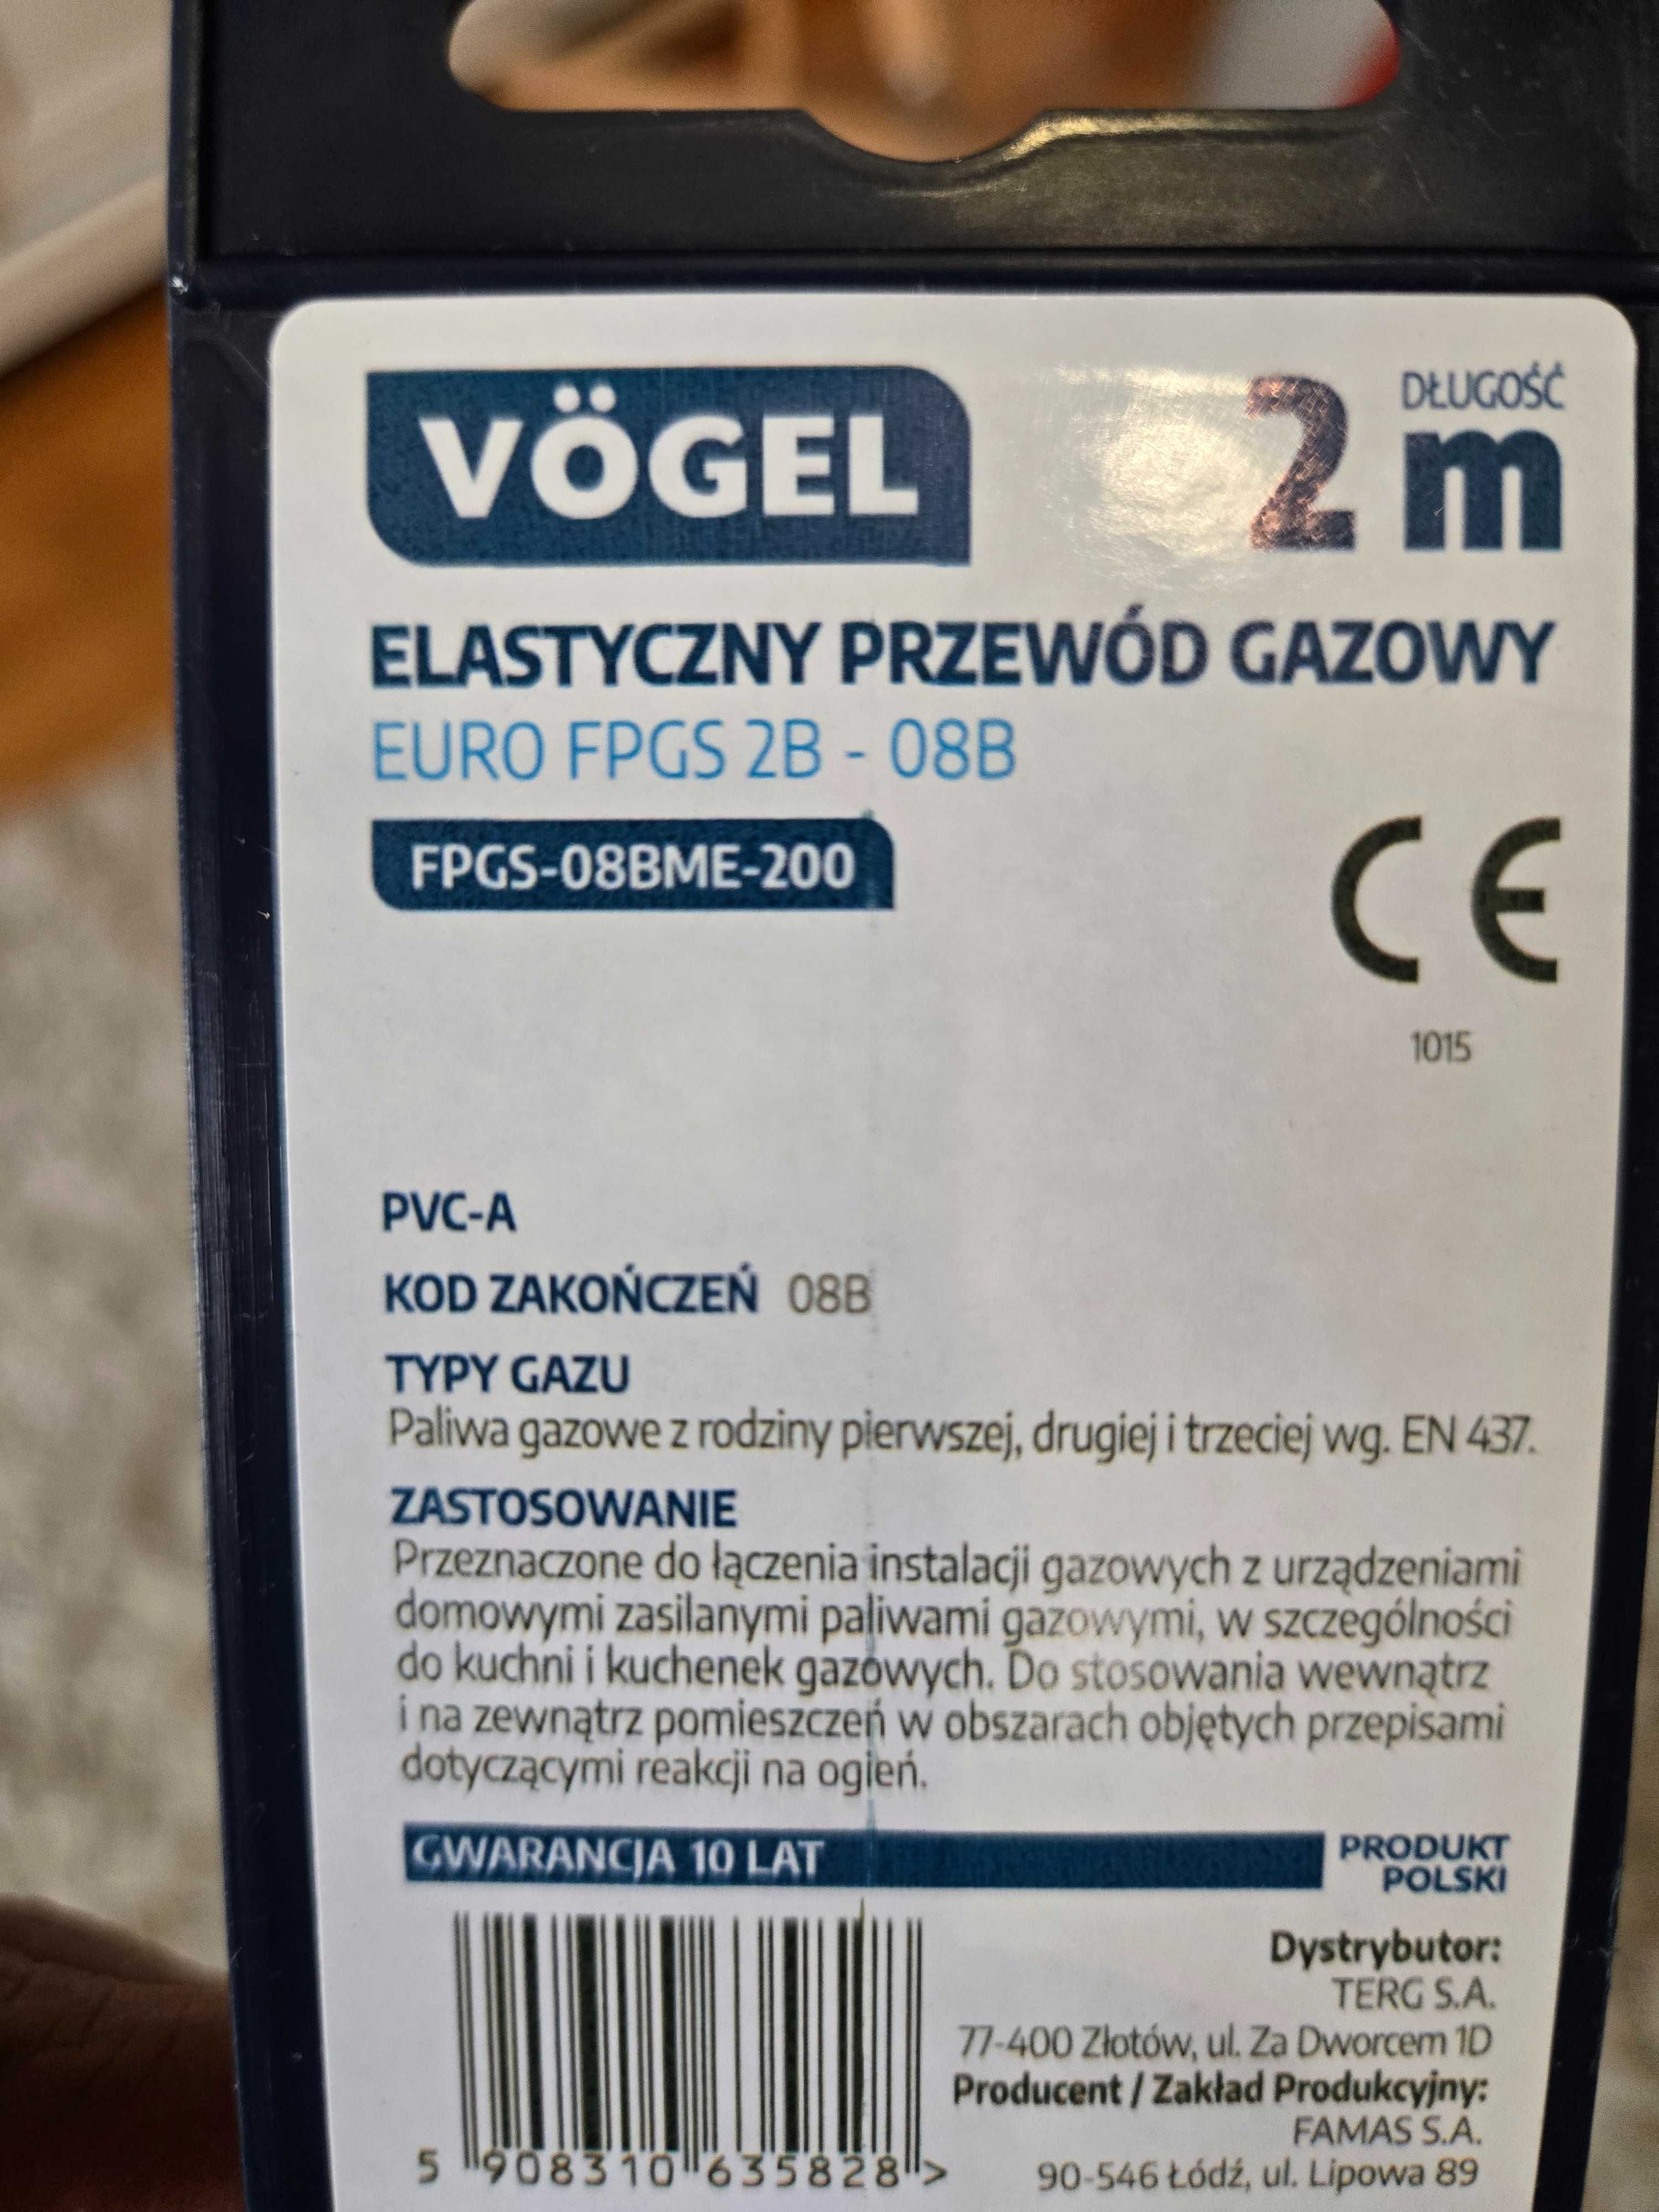 VÖGEL
DŁUGOŚĆ
2 m
ELASTYCZNY PRZEWÓD GAZOWY
EURO FPGS 2B - 08B
FPGS-08BME-200
CE
1015
PVC-A
KOD ZAKOŃCZEŃ 08B
TYPY GAZU
Paliwa gazowe z rodziny pierwszej, drugiej i trzeciej wg. EN 437.
ZASTOSOWANIE
Przeznaczone do łączenia instalacji gazowych z urządzeniami
domowymi zasilanymi paliwami gazowymi, w szczególności
do kuchni i kuchenek gazowych. Do stosowania wewnątrz
i na zewnątrz pomieszczeń w obszarach objętych przepisami
dotyczącymi reakcji na ogień.
GWARANCJA 10 LAT
PRODUKT
POLSKI
Dystrybutor:
TERG S.A.
77-400 Złotów, ul. Za Dworcem 1D
Producent / Zakład Produkcyjny:
FAMAS S.A.
90-546 Łódź, ul. Lipowa 89
5 908310 635828 >